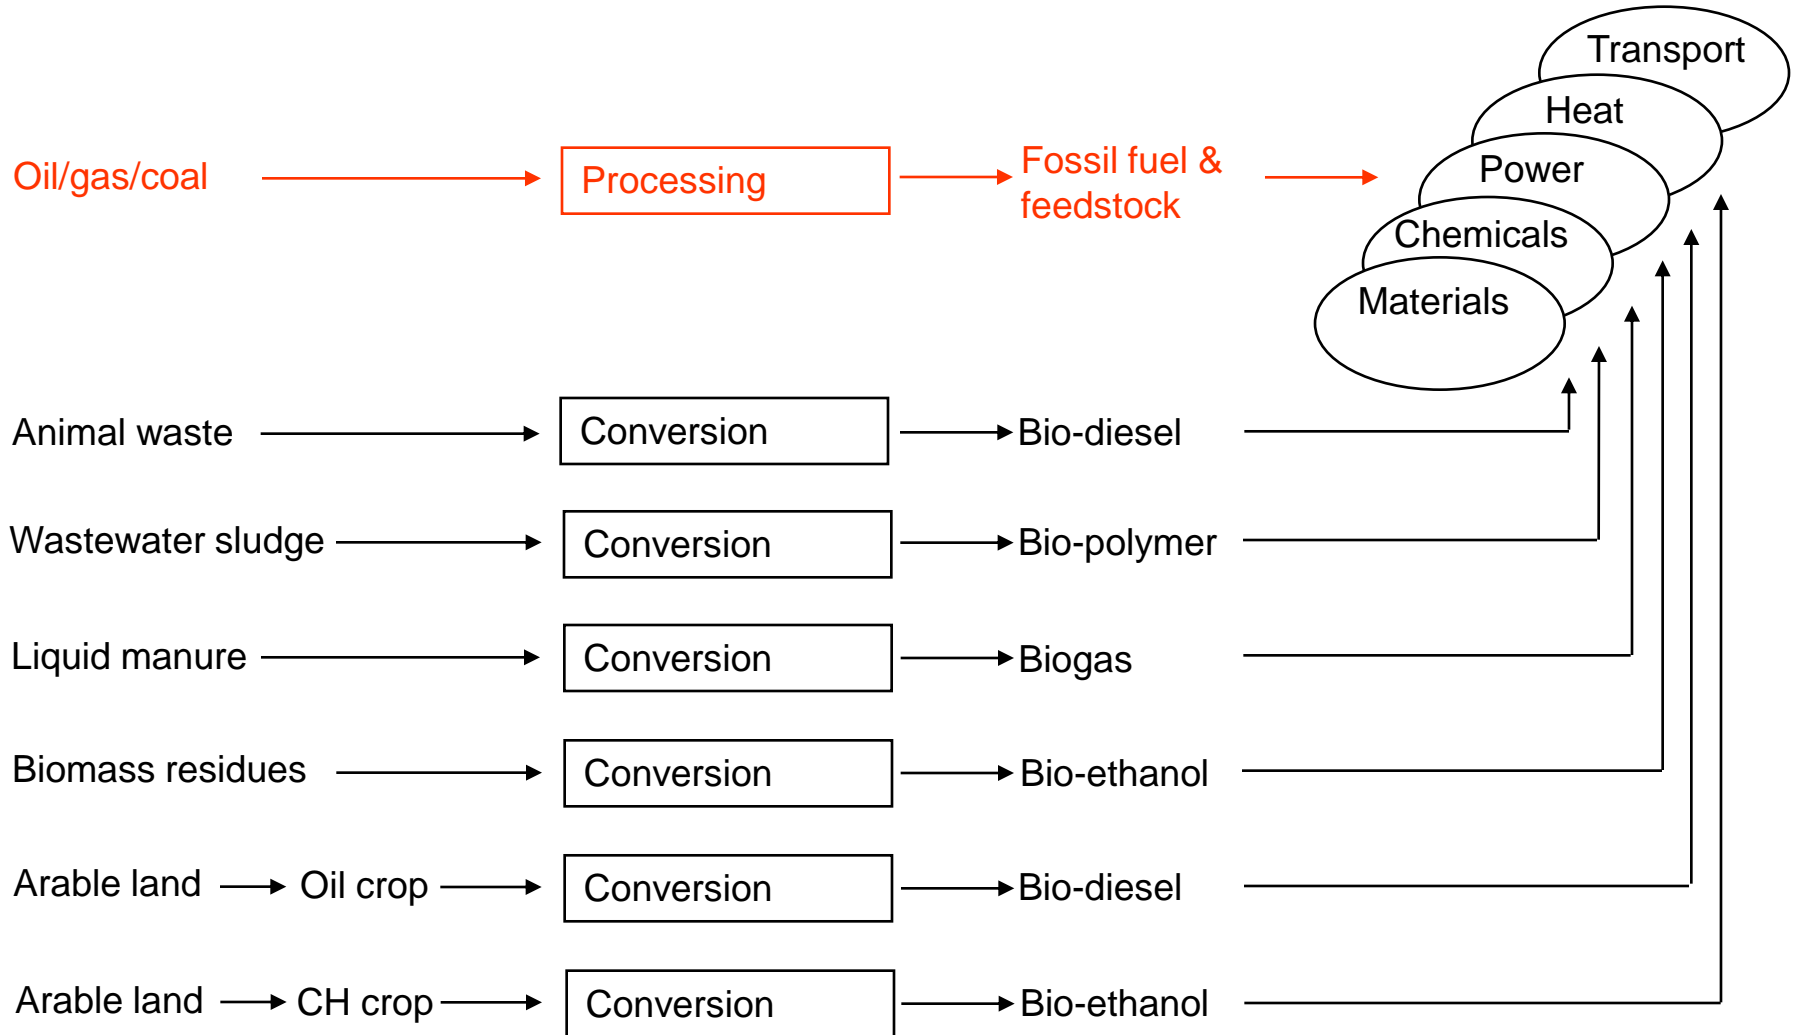 Transport
Heat
Power
Chemicals
Materials
Oil/gas/coal
Processing
Fossil fuel &
feedstock
Animal waste
Conversion
Bio-diesel
Wastewater sludge
Conversion
Bio-polymer
Liquid manure
Conversion
Biogas
Biomass residues
Conversion
Bio-ethanol
Arable land
Oil crop
Conversion
Bio-diesel
Arable land
CH crop
Conversion
Bio-ethanol